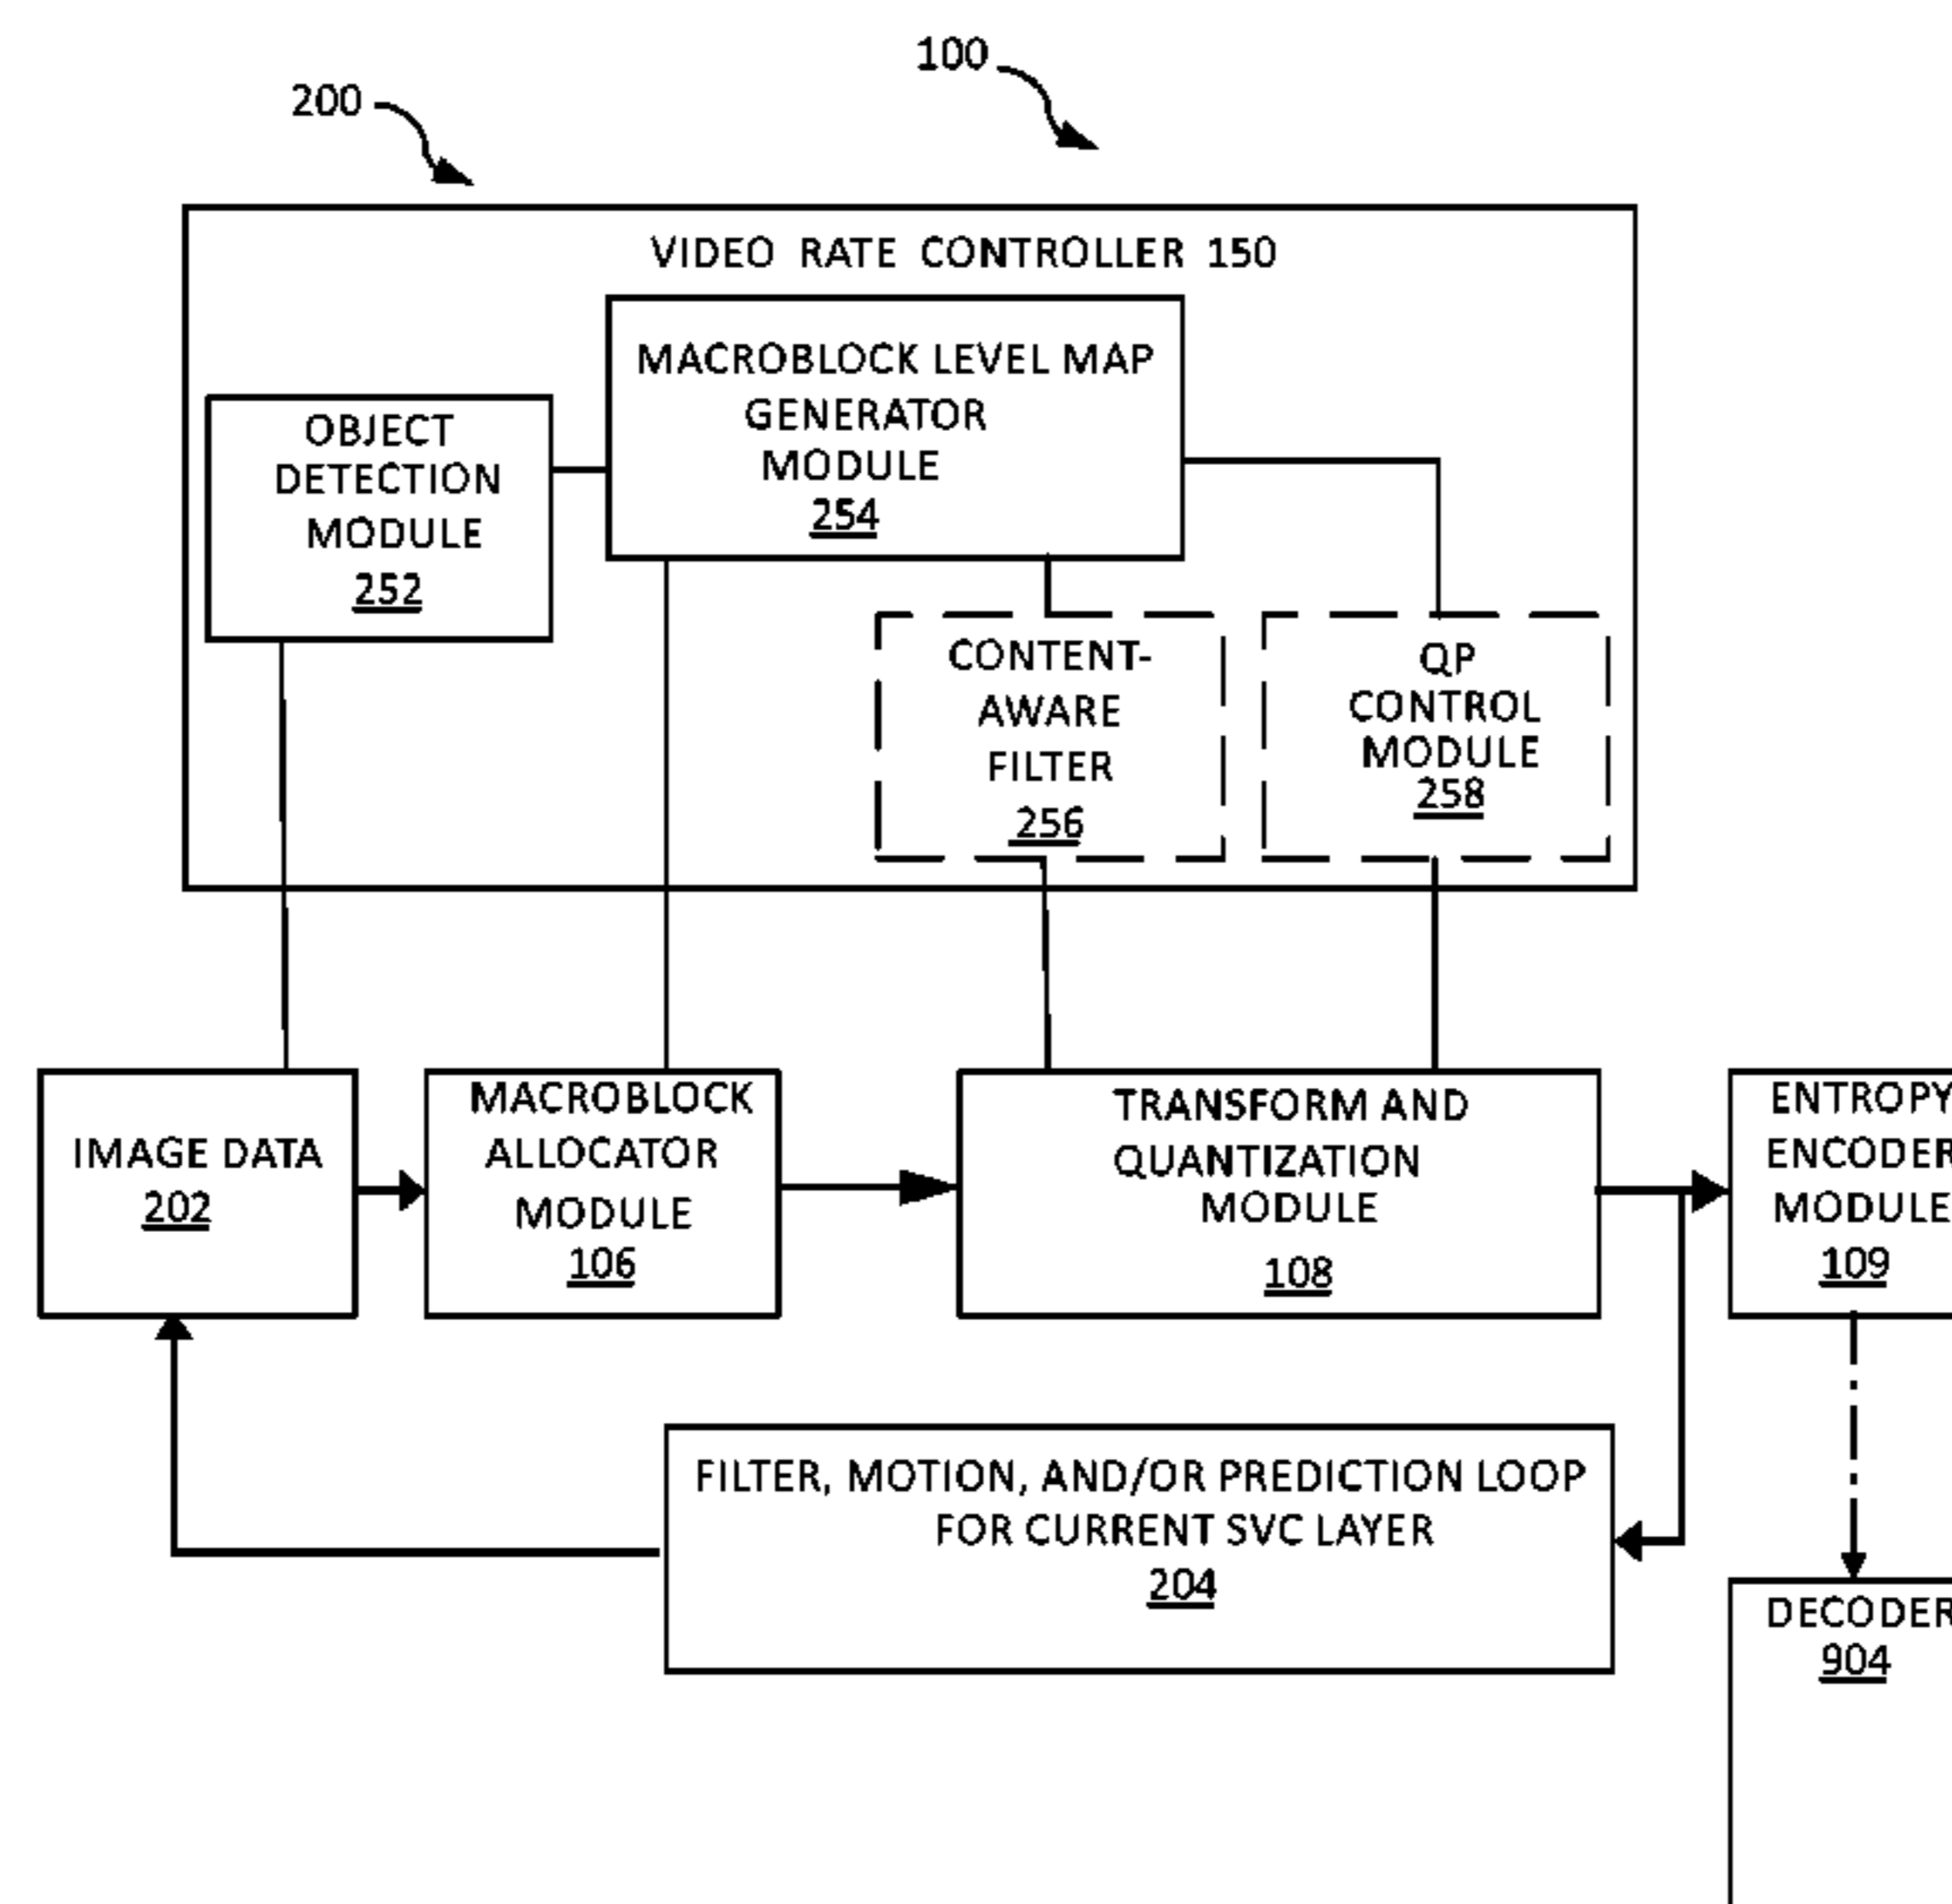 100
200
VIDEO RATE CONTROLLER 150
MACROBLOCK LEVEL MAP
GENERATOR
MODULE
254
OBJECT
DETECTION
MODULE
252
CONTENT-
AWARE
FILTER
256
QP
CONTROL
MODULE
258
IMAGE DATA
202
MACROBLOCK
ALLOCATOR
MODULE
106
TRANSFORM AND
QUANTIZATION
MODULE
108
ENTROPY
ENCODER
MODULE
109
FILTER, MOTION, AND/OR PREDICTION LOOP
FOR CURRENT SVC LAYER
204
DECODER
904